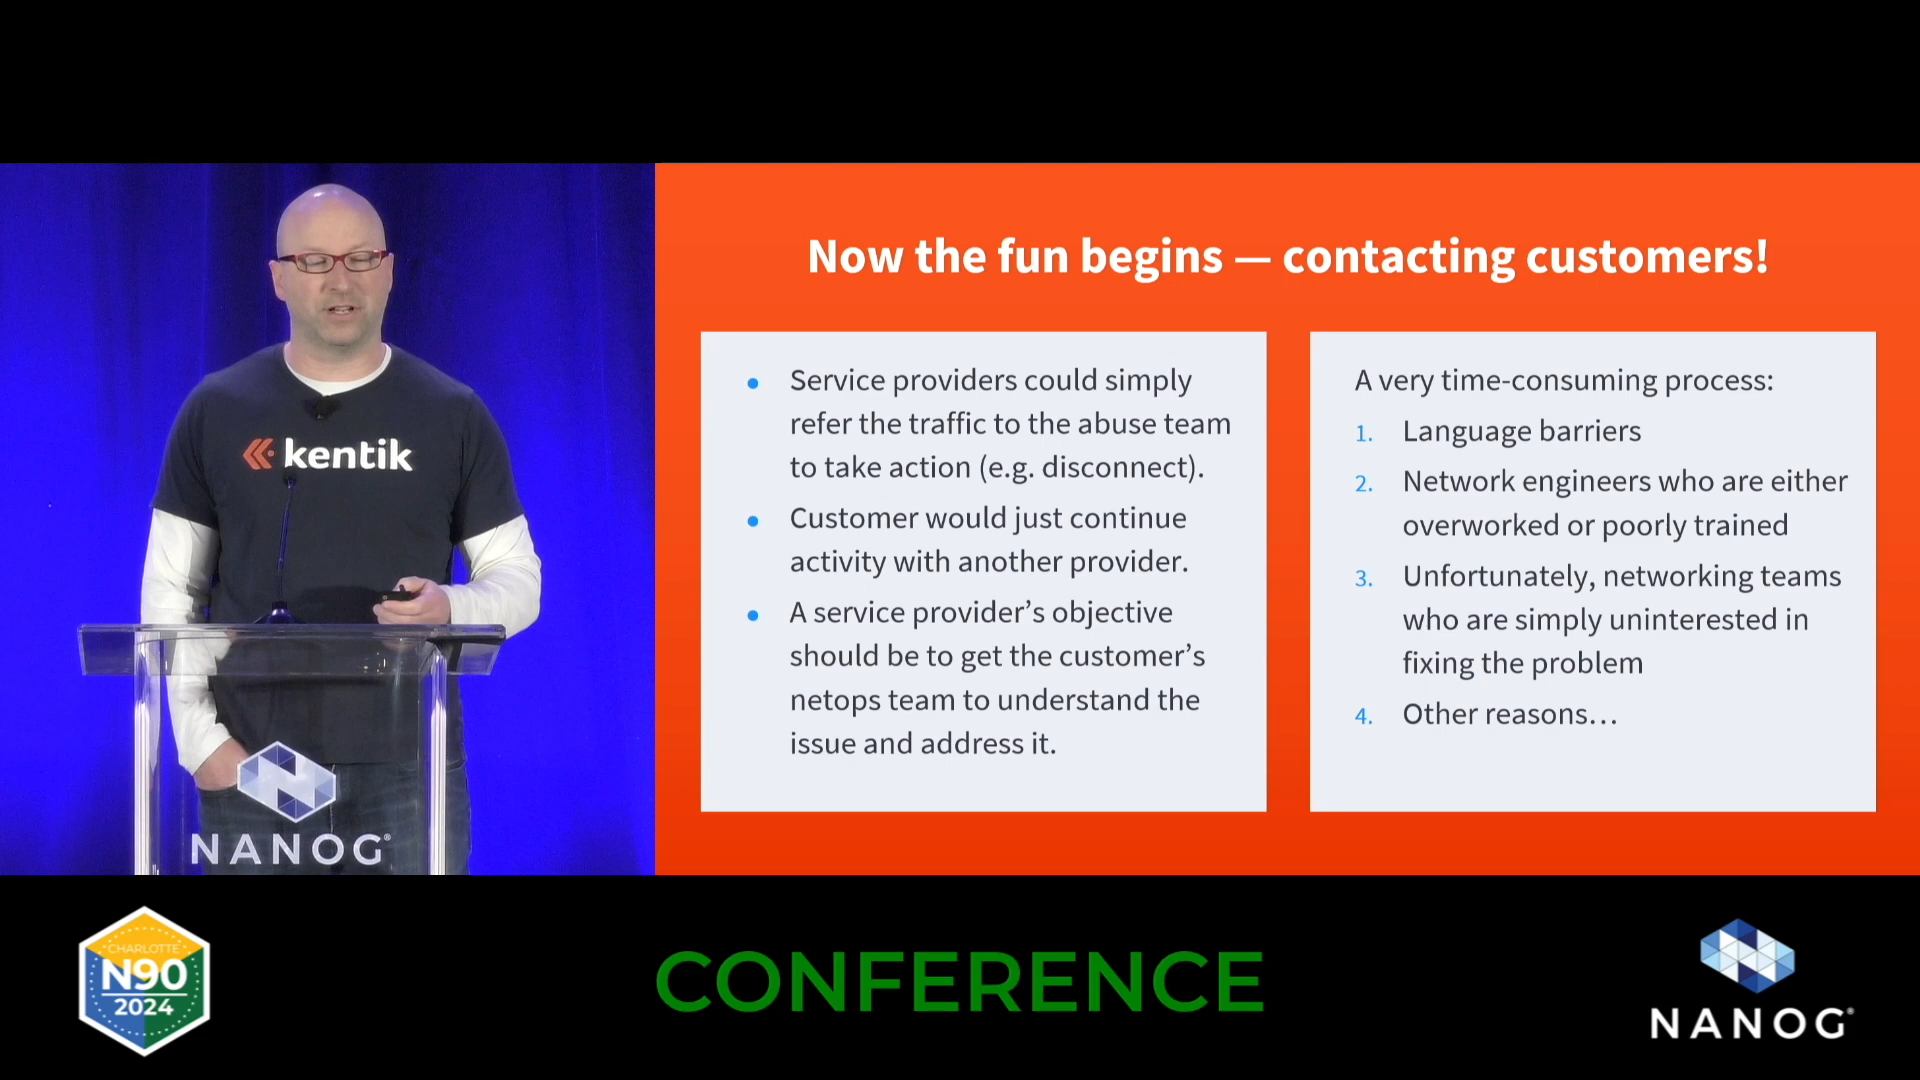 Now the fun begins — contacting customers!
• Service providers could simply
refer the traffic to the abuse team
to take action (e.g. disconnect).
• Customer would just continue
activity with another provider.
• A service provider’s objective
should be to get the customer’s
netops team to understand the
issue and address it.
A very time-consuming process:
1. Language barriers
2. Network engineers who are either
overworked or poorly trained
3. Unfortunately, networking teams
who are simply uninterested in
fixing the problem
4. Other reasons…
kentik
NANOG®
CHARLOTTE
N90
2024
CONFERENCE
NANOG®